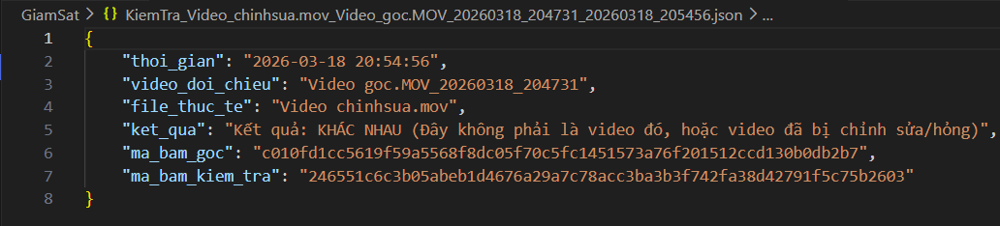 GiamSat > {} KiemTra_Video_chinhsua.mov_Video_goc.MOV_20260318_204731_20260318_205456.json > ...
1 {
2 "thoi_gian": "2026-03-18 20:54:56",
3 "video_doi_chieu": "Video goc.MOV_20260318_204731",
4 "file_thuc_te": "Video chinhsua.mov",
5 "ket_qua": "Kết quả: KHÁC NHAU (Đây không phải là video đó, hoặc video đã bị chỉnh sửa/hỏng)",
6 "ma_bam_goc": "c010fd1cc5619f59a5568f8dc05f70c5fc1451573a76f201512ccd130b0db2b7",
7 "ma_bam_kiem_tra": "246551c6c3b05abeb1d4676a29a7c78acc3ba3b3f742fa38d42791f5c75b2603"
8 }